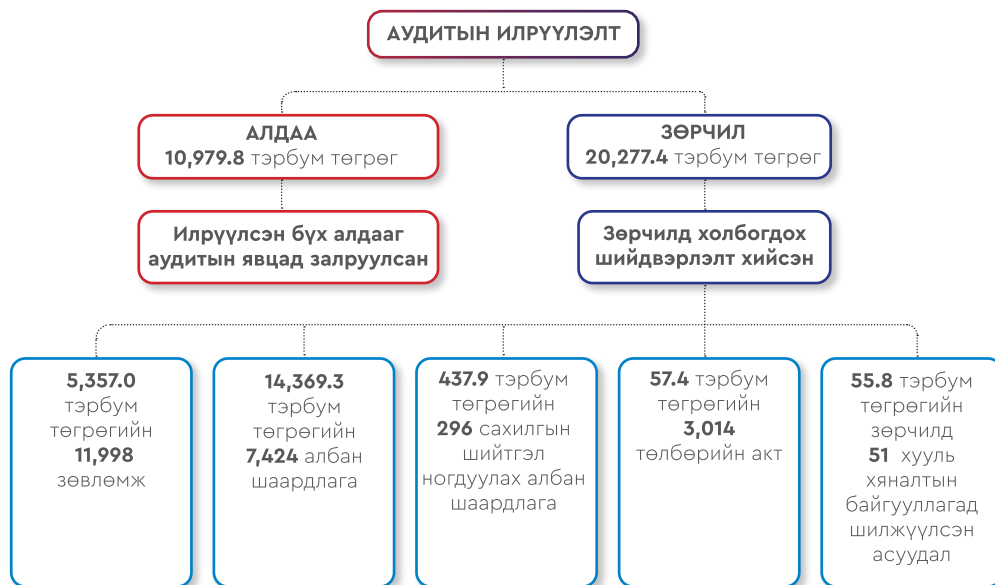 АУДИТЫН ИЛРҮҮЛЭЛТ
АЛДАА
10,979.8 тэрбум төгрөг
ЗӨРЧИЛ
20,277.4 тэрбум төгрөг
Илрүүлсэн бүх алдааг
аудитын явцад залруулсан
Зөрчилд холбогдох
шийдвэрлэлт хийсэн
5,357.0
тэрбум
төгрөгийн
11,998
зөвлөмж
14,369.3
тэрбум
төгрөгийн
7,424 албан
шаардлага
437.9 тэрбум
төгрөгийн
296 сахилгын
шийтгэл
ногдуулах албан
шаардлага
57.4 тэрбум
төгрөгийн
3,014
төлбөрийн акт
55.8 тэрбум
төгрөгийн
зөрчилд
51 хууль
хяналтын
байгууллагад
шилжүүлсэн
асуудал